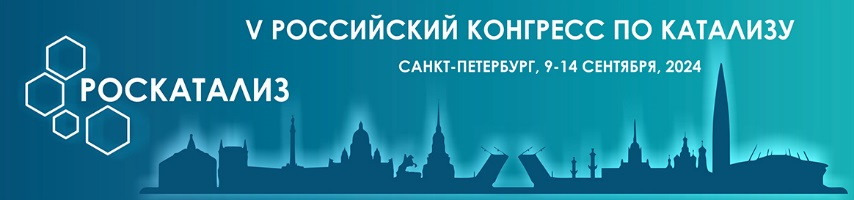 V РОССИЙСКИЙ КОНГРЕСС ПО КАТАЛИЗУ
САНКТ-ПЕТЕРБУРГ, 9-14 СЕНТЯБРЯ, 2024
РОСКАТАЛИЗ